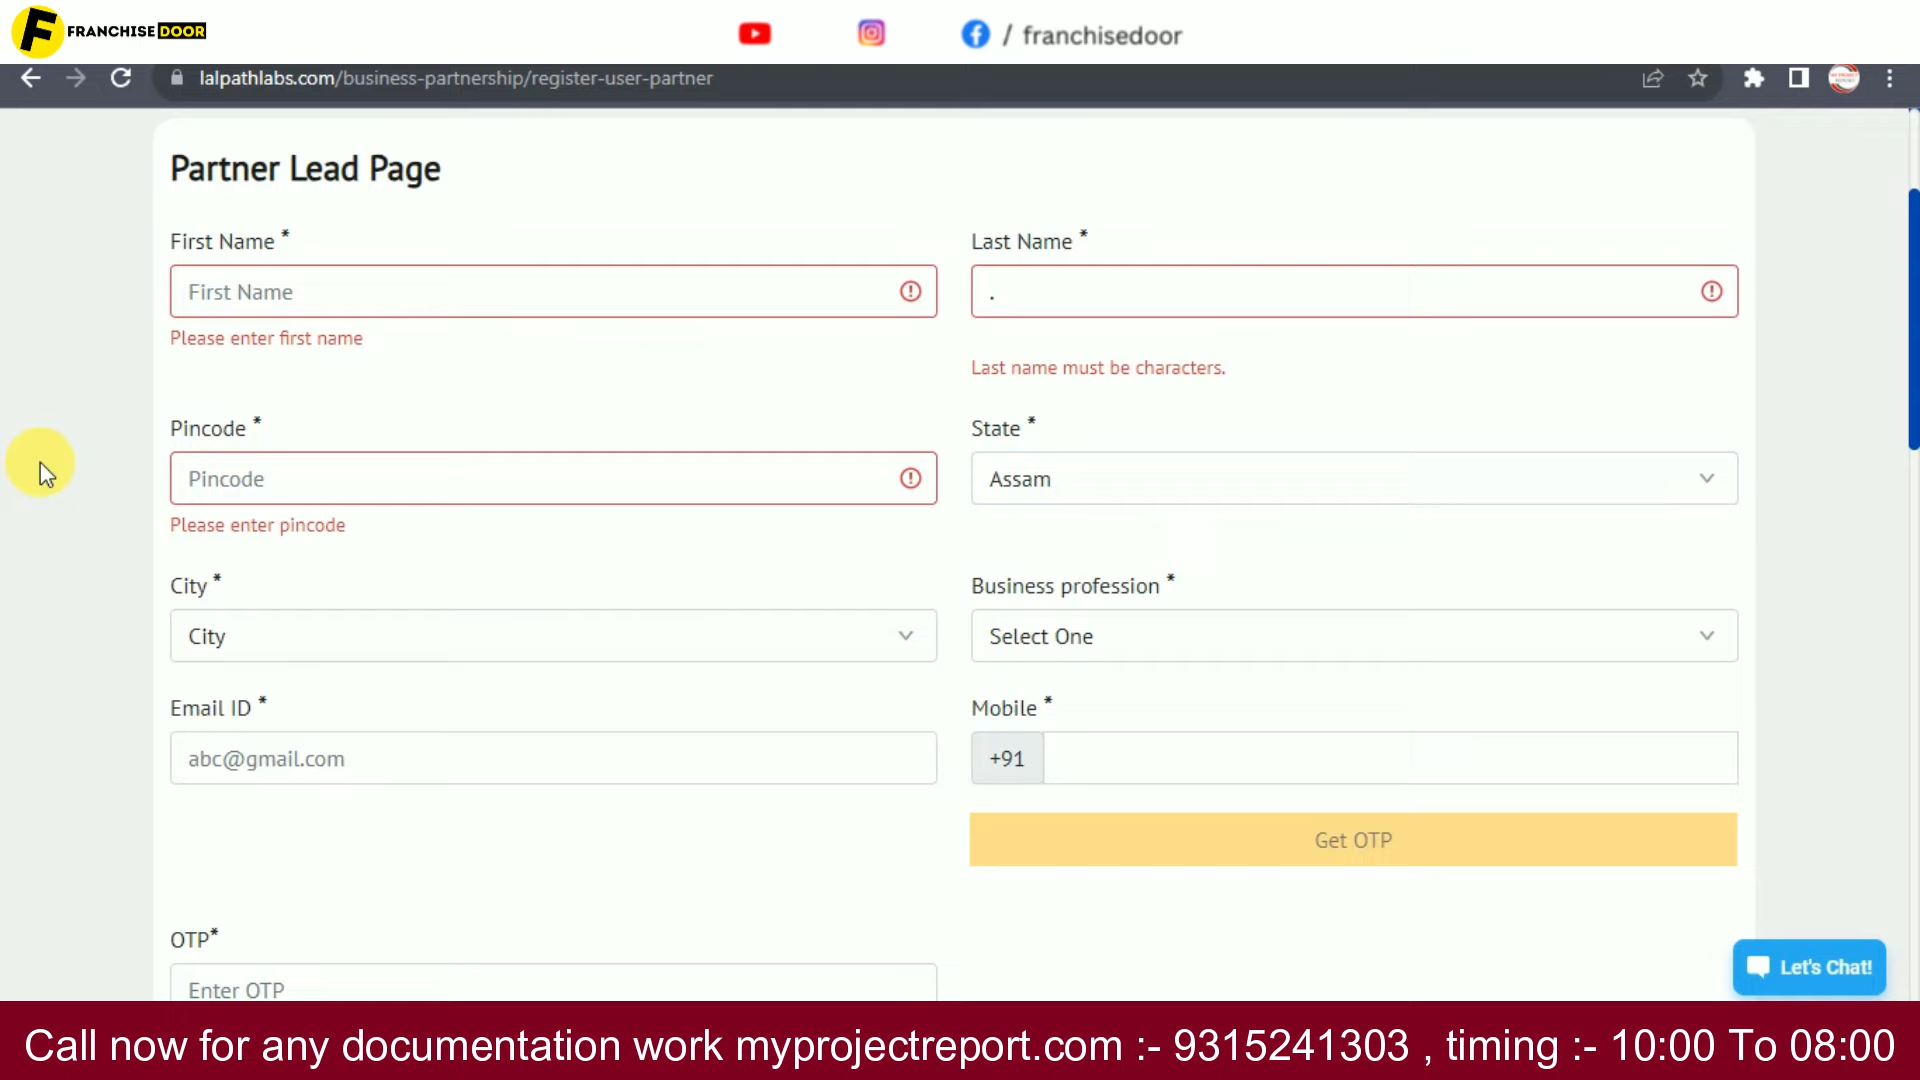 F FRANCHISE DOOR
/ franchisedoor
lalpathlabs.com/business-partnership/register-user-partner
Partner Lead Page
First Name *
Last Name *
First Name
.
Please enter first name
Last name must be characters.
Pincode *
State *
Pincode
Assam
Please enter pincode
City *
Business profession *
City
Select One
Email ID *
Mobile *
abc@gmail.com
+91
Get OTP
OTP*
Enter OTP
Let's Chat!
Call now for any documentation work myprojectreport.com :- 9315241303 , timing :- 10:00 To 08:00